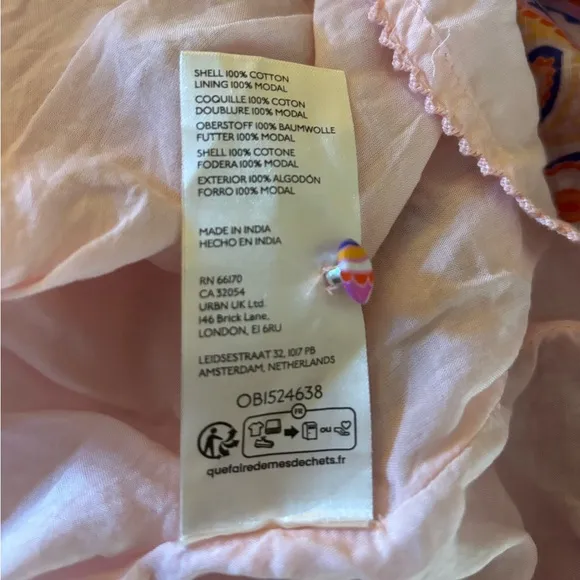 SHELL 100% COTTON
LINING 100% MODAL
COQUILLE 100% COTON
DOUBLURE 100% MODAL
OBERSTOFF 100% BAUMWOLLE
FUTTER 100% MODAL
SHELL 100% COTONE
FODERA 100% MODAL
EXTERIOR 100% ALGODÓN
FORRO 100% MODAL
MADE IN INDIA
HECHO EN INDIA
RN 66170
CA 32054
URBN UK Ltd.
146 Brick Lane,
LONDON, E1 6RU
LEIDSESTRAAT 32, 1017 PB
AMSTERDAM, NETHERLANDS
OB1524638
FR
OU
quefairedemesdechets.fr